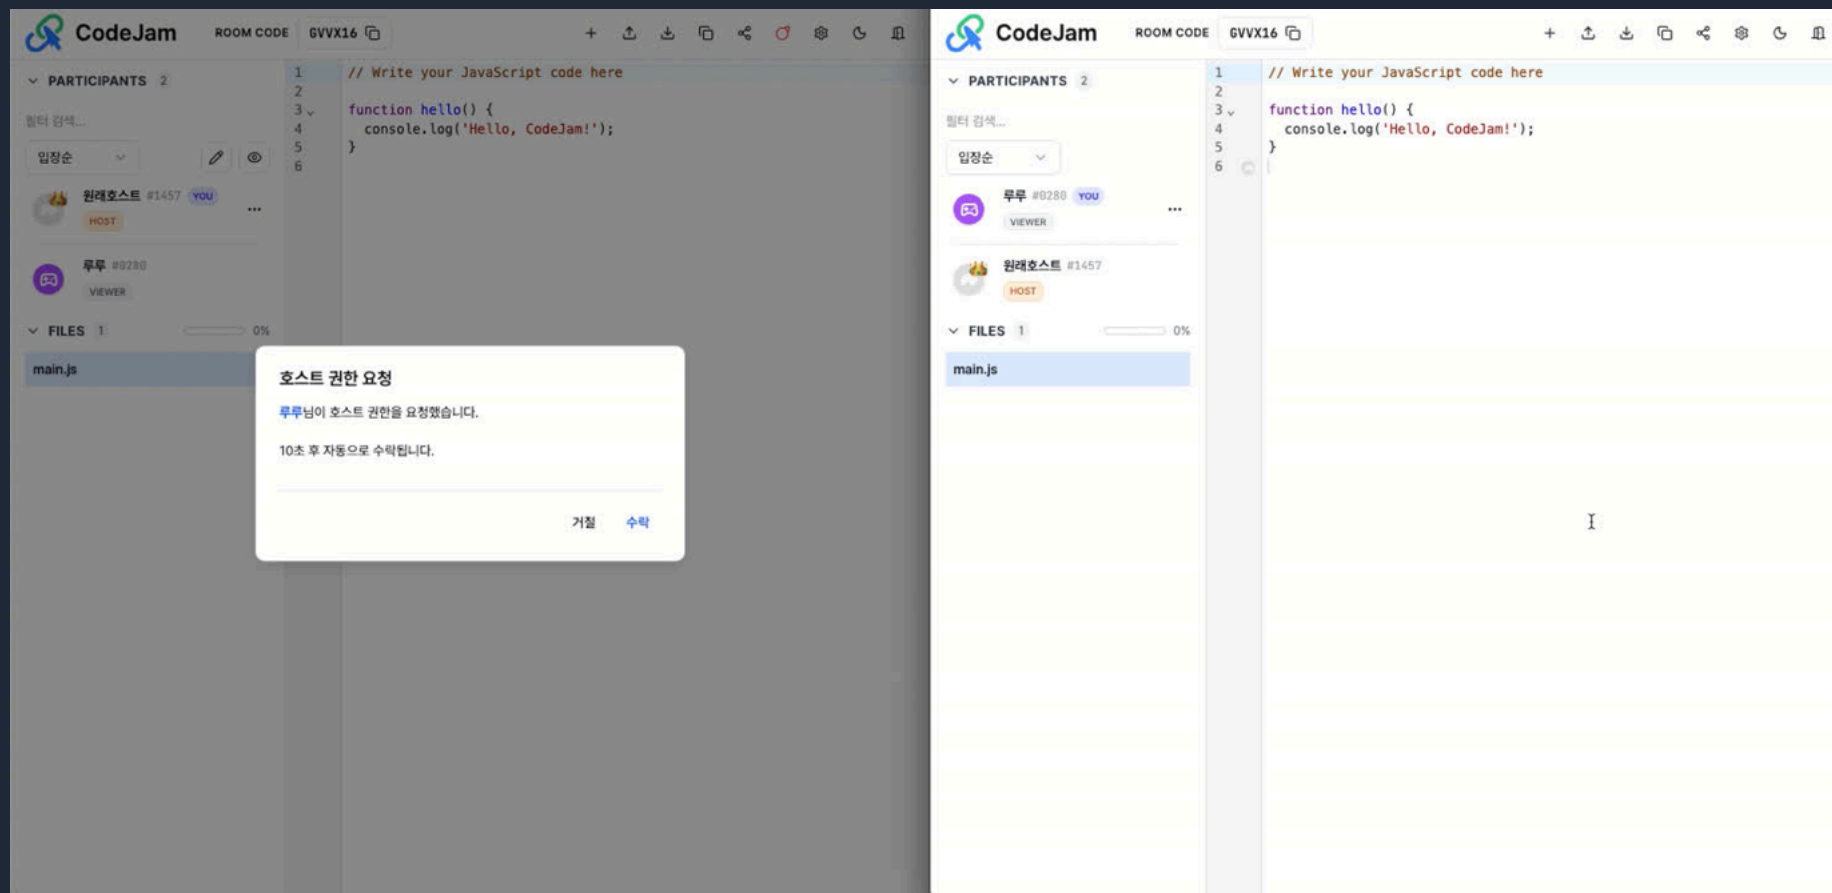 CodeJam ROOM CODE GVVX16
PARTICIPANTS 2
필터 검색...
입장순
원래호스트 #1457 YOU
HOST
루루 #0280
VIEWER
FILES 1 0%
main.js
1 // Write your JavaScript code here
2
3 function hello() {
4 console.log('Hello, CodeJam!');
5 }
6
호스트 권한 요청
루루님이 호스트 권한을 요청했습니다.
10초 후 자동으로 수락됩니다.
거절 수락
CodeJam ROOM CODE GVVX16
PARTICIPANTS 2
필터 검색...
입장순
루루 #0280 YOU
VIEWER
원래호스트 #1457
HOST
FILES 1 0%
main.js
1 // Write your JavaScript code here
2
3 function hello() {
4 console.log('Hello, CodeJam!');
5 }
6